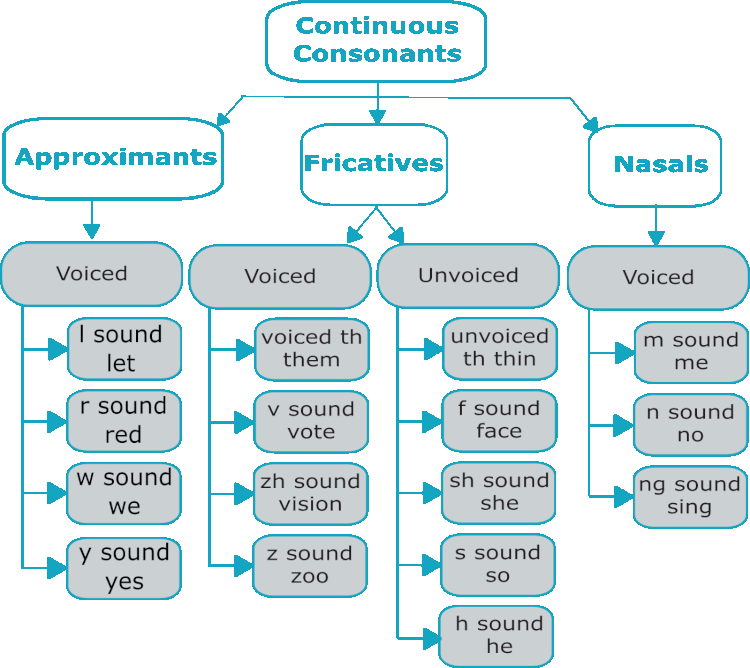 Continuous
Consonants
Approximants
Fricatives
Nasals
Voiced
l sound
let
r sound
red
w sound
we
y sound
yes
Voiced
voiced th
them
v sound
vote
zh sound
vision
z sound
zoo
Unvoiced
unvoiced
th thin
f sound
face
sh sound
she
s sound
so
h sound
he
Voiced
m sound
me
n sound
no
ng sound
sing